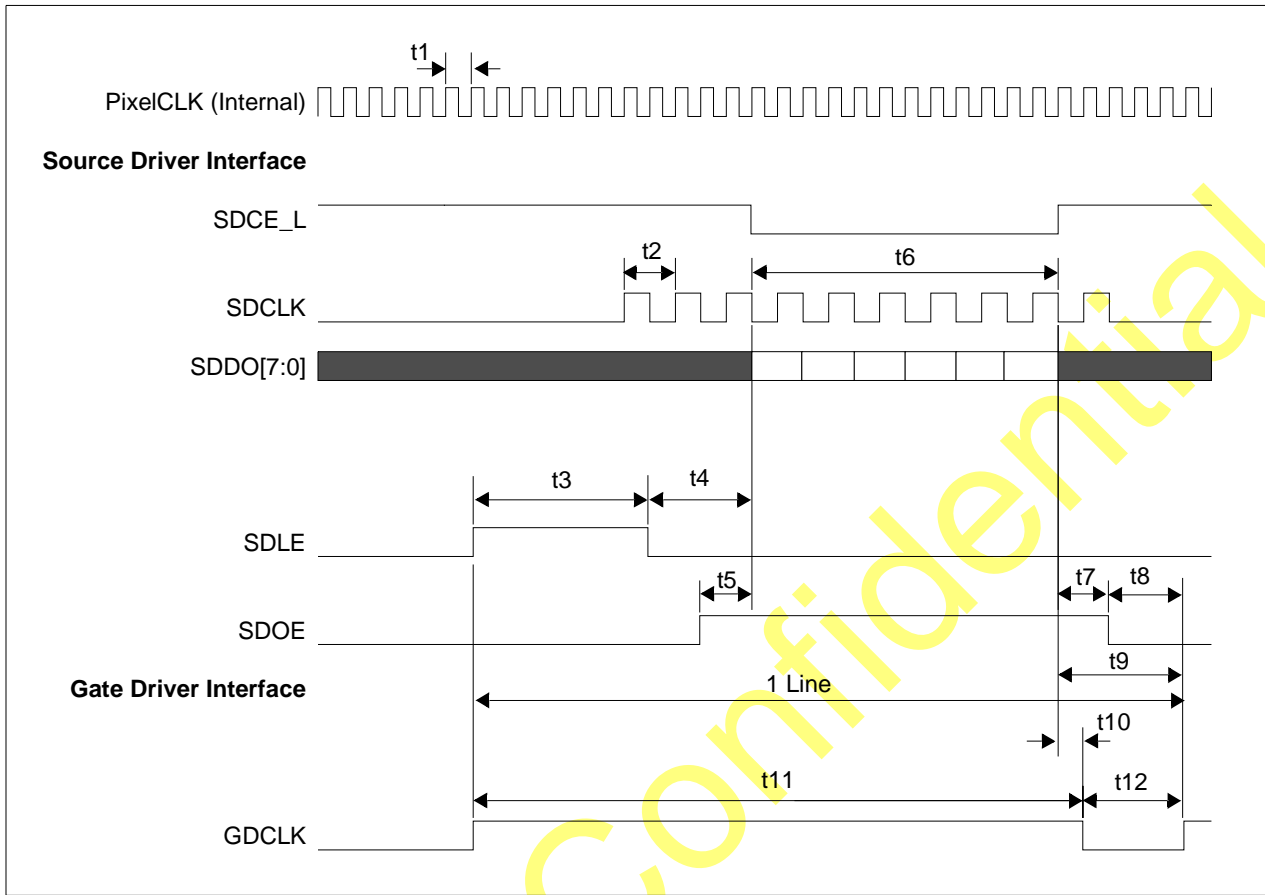 t1
PixelCLK (Internal)
Source Driver Interface
SDCE_L
t2
t6
SDCLK
SDDO[7:0]
t3
t4
SDLE
t5
t7
t8
SDOE
t9
Gate Driver Interface
1 Line
t10
t11
t12
GDCLK
Confidential